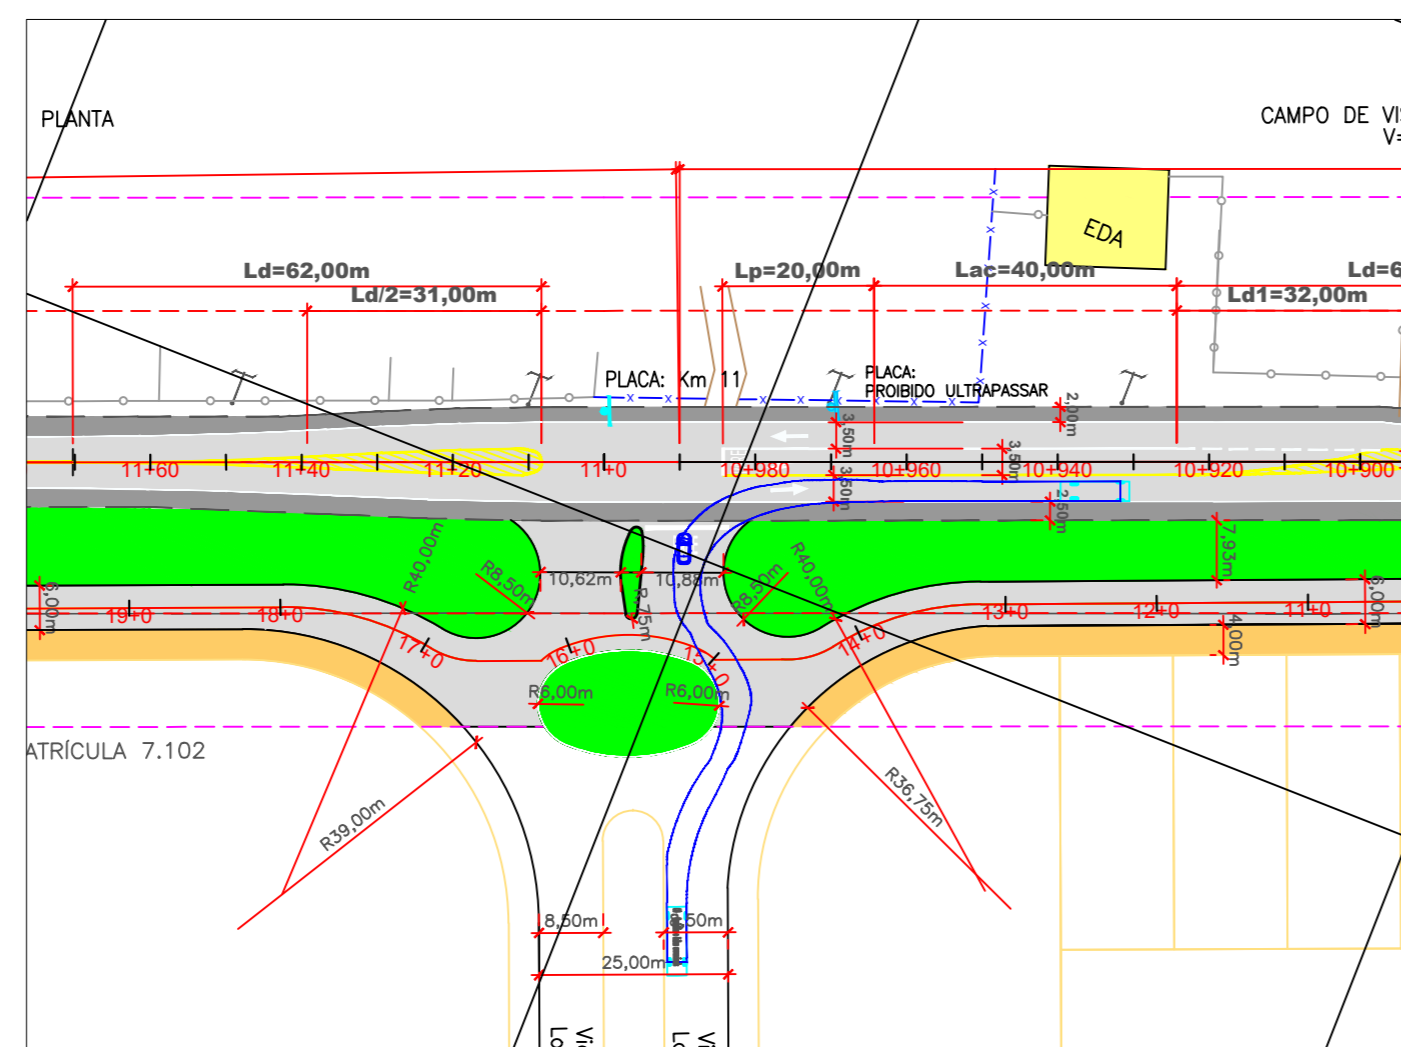 PLANTA
CAMPO DE VIS
V=
EDA
Ld=62,00m
Lp=20,00m
Lac=40,00m
Ld=6
Ld/2=31,00m
Ld1=32,00m
PLACA: Km 11
PLACA:
PROIBIDO ULTRAPASSAR
2,00m
3,50m
3,50m
3,50m
2,50m
11+60
11+40
11+20
11+0
10+980
10+960
10+940
10+920
10+900
7,93m
R40,00m
R8,50m
10,62m
10,88m
R8,50m
R40,00m
6,00m
6,00m
4,00m
19+0
18+0
17+0
16+0
15+0
14+0
13+0
12+0
11+0
R6,00m
R6,00m
ATRÍCULA 7.102
R39,00m
R36,75m
8,50m
25,00m